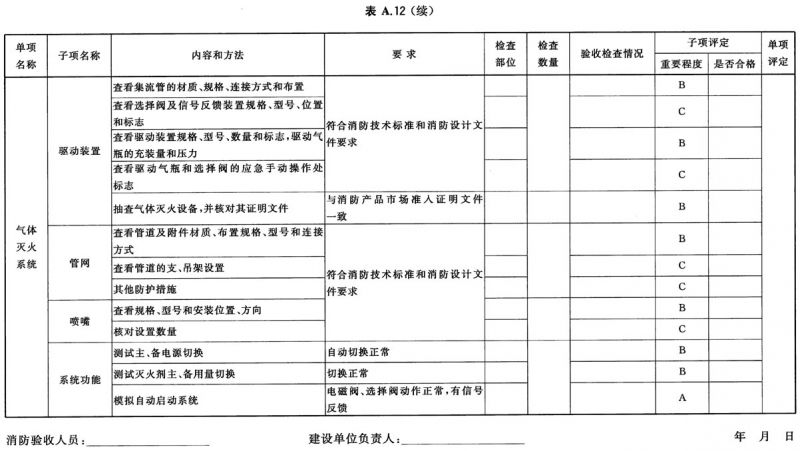 表 A.12（续）
单项名称 子项名称 内容和方法 要 求 检查部位 检查数量 验收检查情况 子项评定 单项评定
重要程度 是否合格
气体灭火系统
驱动装置
查看集流管的材质、规格、连接方式和布置 B
查看选择阀及信号反馈装置规格、型号、位置
和标志 C
符合消防技术标准和消防设计文
件要求
查看驱动装置规格、型号、数量和标志,驱动气
瓶的充装量和压力 B
查看驱动气瓶和选择阀的应急手动操作处
标志 C
抽查气体灭火设备,并核对其证明文件
与消防产品市场准入证明文件
一致 B
管网
查看管道及附件材质、布置规格、型号和连接
方式 B
查看管道的支、吊架设置 C
符合消防技术标准和消防设计文
件要求
其他防护措施 C
喷嘴
查看规格、型号和安装位置、方向 B
核对设置数量 C
系统功能
测试主、备电源切换 自动切换正常 B
测试灭火剂主、备用量切换 切换正常 B
模拟自动启动系统
电磁阀、选择阀动作正常,有信号
反馈 A
消防验收人员: 建设单位负责人: 年 月 日